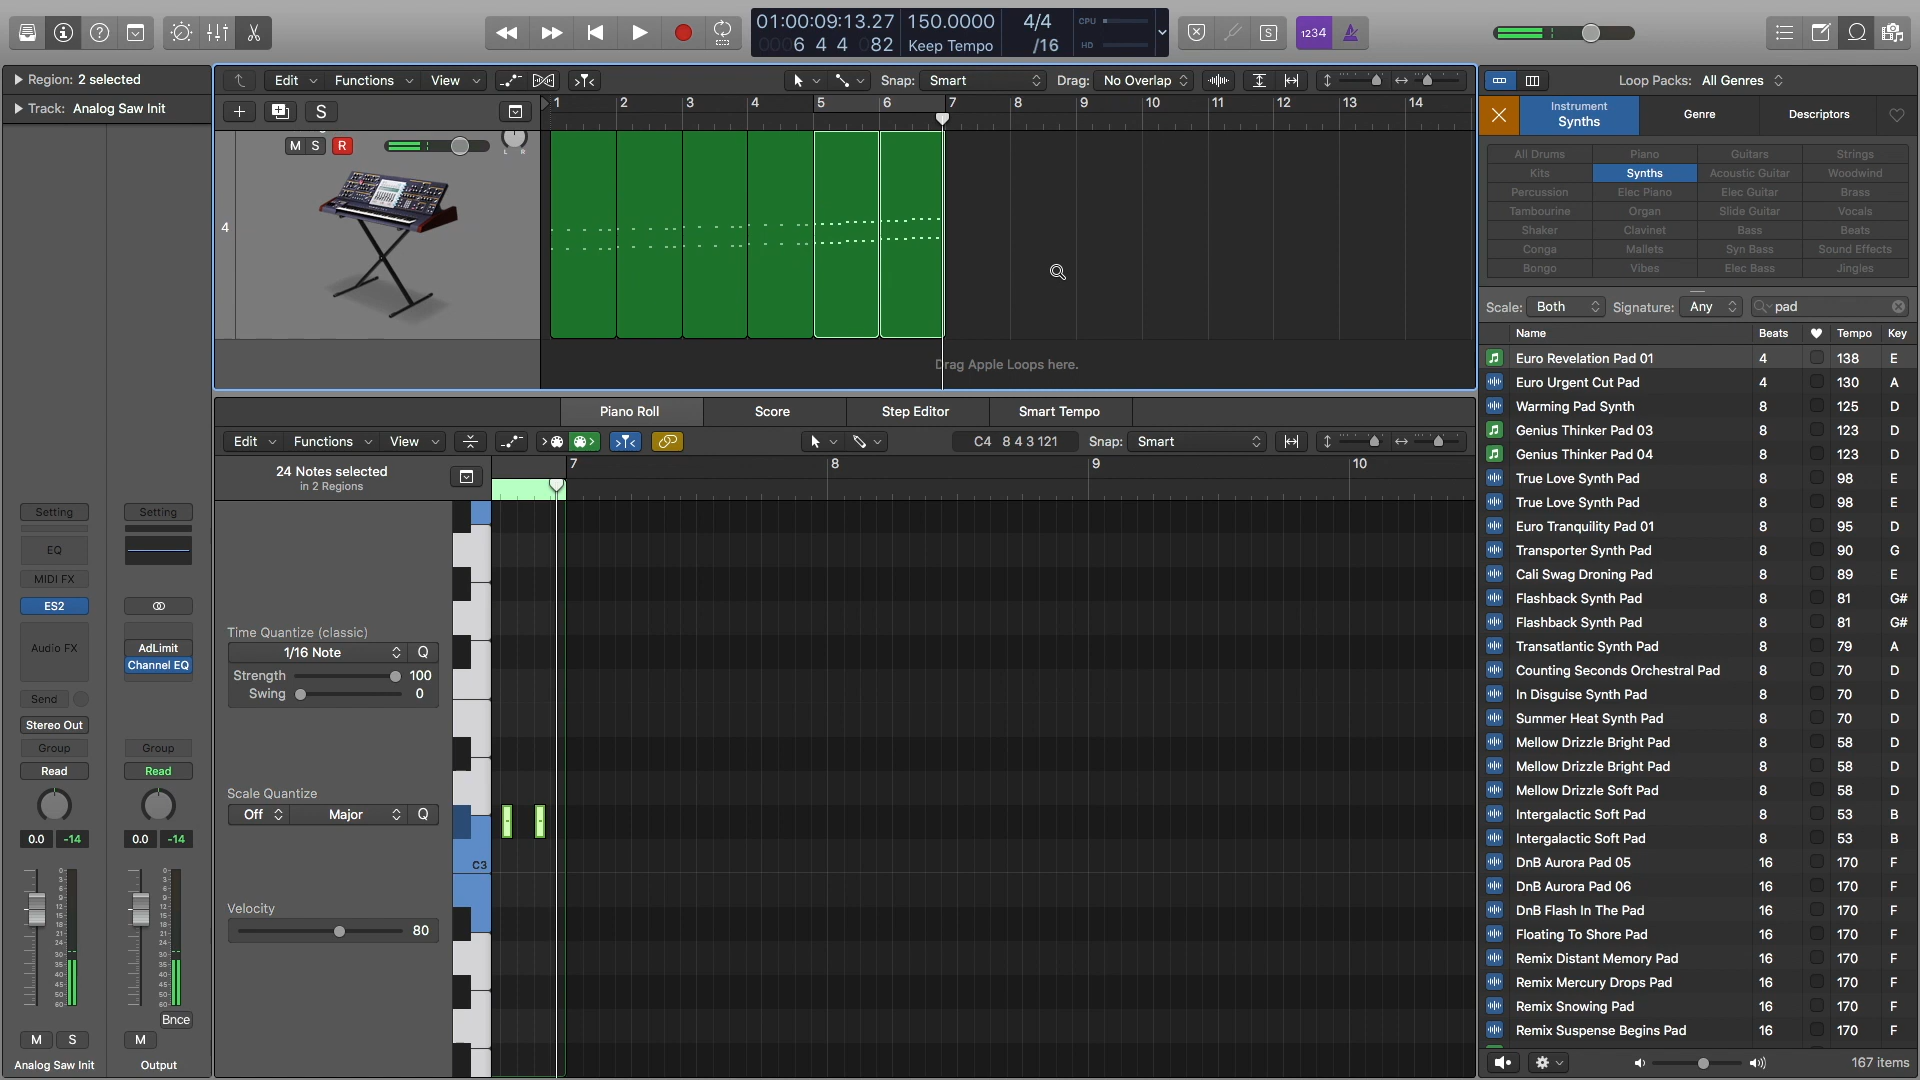 1234
01:00:09:13.27
0006 4 4 082
150.0000
Keep Tempo
4/4
/16
CPU
HD
Region: 2 selected
Track: Analog Saw Init
Edit
Functions
View
Snap: Smart
Drag: No Overlap
S
1 2 3 4 5 6 7 8 9 10 11 12 13 14
M S R
L R
4
Drag Apple Loops here.
Piano Roll
Score
Step Editor
Smart Tempo
Edit
Functions
View
C4 8 4 3 121
Snap: Smart
24 Notes selected
in 2 Regions
7 8 9 10
Time Quantize (classic)
1/16 Note Q
Strength 100
Swing 0
Scale Quantize
Off Major Q
Velocity
80
C3
Setting Setting
EQ
MIDI FX
ES2
Audio FX
AdLimit
Channel EQ
Send
Stereo Out
Group Group
Read Read
0.0 -14 0.0 -14
Bnce
M S M
Analog Saw Init Output
Loop Packs: All Genres
Instrument
Synths
Genre
Descriptors
All Drums Piano Guitars Strings
Kits Synths Acoustic Guitar Woodwind
Percussion Elec Piano Elec Guitar Brass
Tambourine Organ Slide Guitar Vocals
Shaker Clavinet Bass Beats
Conga Mallets Syn Bass Sound Effects
Bongo Vibes Elec Bass Jingles
Scale: Both Signature: Any pad
Name Beats Tempo Key
Euro Revelation Pad 01 4 138 E
Euro Urgent Cut Pad 4 130 A
Warming Pad Synth 8 125 D
Genius Thinker Pad 03 8 123 D
Genius Thinker Pad 04 8 123 D
True Love Synth Pad 8 98 E
True Love Synth Pad 8 98 E
Euro Tranquility Pad 01 8 95 D
Transporter Synth Pad 8 90 G
Cali Swag Droning Pad 8 89 E
Flashback Synth Pad 8 81 G#
Flashback Synth Pad 8 81 G#
Transatlantic Synth Pad 8 79 A
Counting Seconds Orchestral Pad 8 70 D
In Disguise Synth Pad 8 70 D
Summer Heat Synth Pad 8 70 D
Mellow Drizzle Bright Pad 8 58 D
Mellow Drizzle Bright Pad 8 58 D
Mellow Drizzle Soft Pad 8 58 D
Intergalactic Soft Pad 8 53 B
Intergalactic Soft Pad 8 53 B
DnB Aurora Pad 05 16 170 F
DnB Aurora Pad 06 16 170 F
DnB Flash In The Pad 16 170 F
Floating To Shore Pad 16 170 F
Remix Distant Memory Pad 16 170 F
Remix Mercury Drops Pad 16 170 F
Remix Snowing Pad 16 170 F
Remix Suspense Begins Pad 16 170 F
167 items